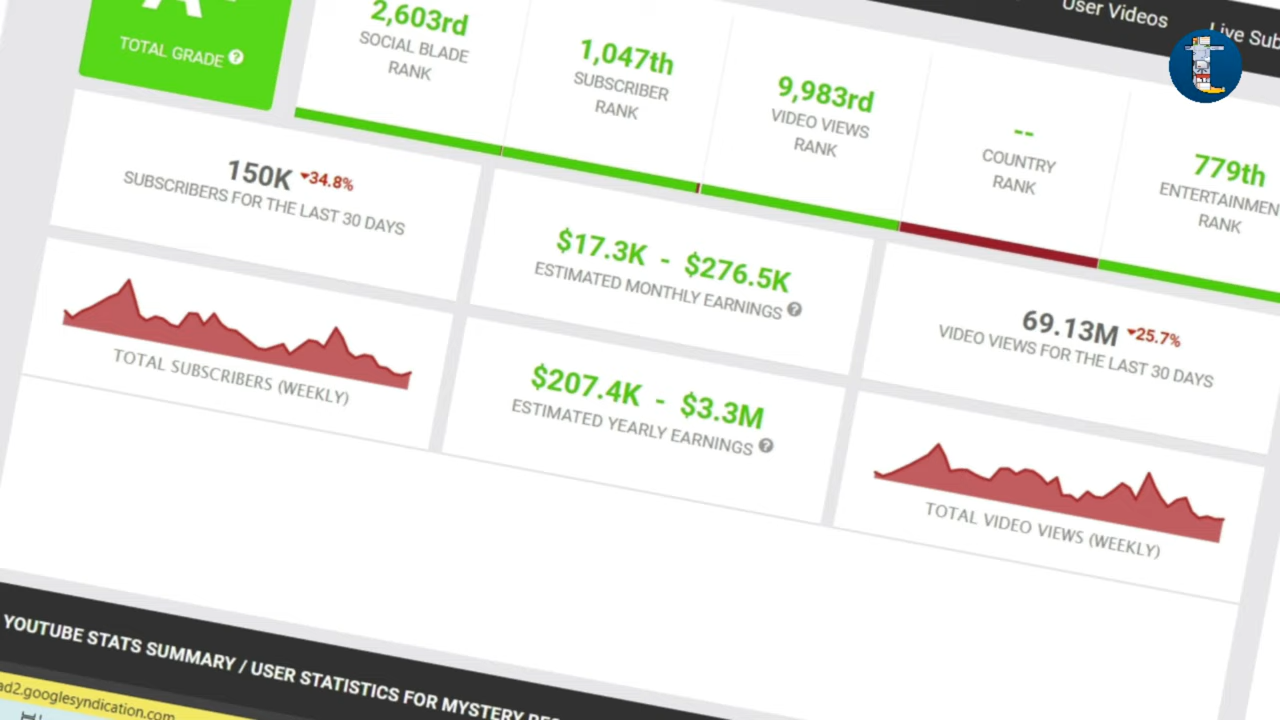 User Videos
Live Sub
TOTAL GRADE ?
2,603rd
SOCIAL BLADE
RANK
1,047th
SUBSCRIBER
RANK
9,983rd
VIDEO VIEWS
RANK
--
COUNTRY
RANK
779th
ENTERTAINMEN
RANK
150K 34.8%
SUBSCRIBERS FOR THE LAST 30 DAYS
$17.3K - $276.5K
ESTIMATED MONTHLY EARNINGS ?
69.13M 25.7%
VIDEO VIEWS FOR THE LAST 30 DAYS
TOTAL SUBSCRIBERS (WEEKLY)
$207.4K - $3.3M
ESTIMATED YEARLY EARNINGS ?
TOTAL VIDEO VIEWS (WEEKLY)
YOUTUBE STATS SUMMARY / USER STATISTICS FOR MYSTERY
ad2.googlesyndication.com